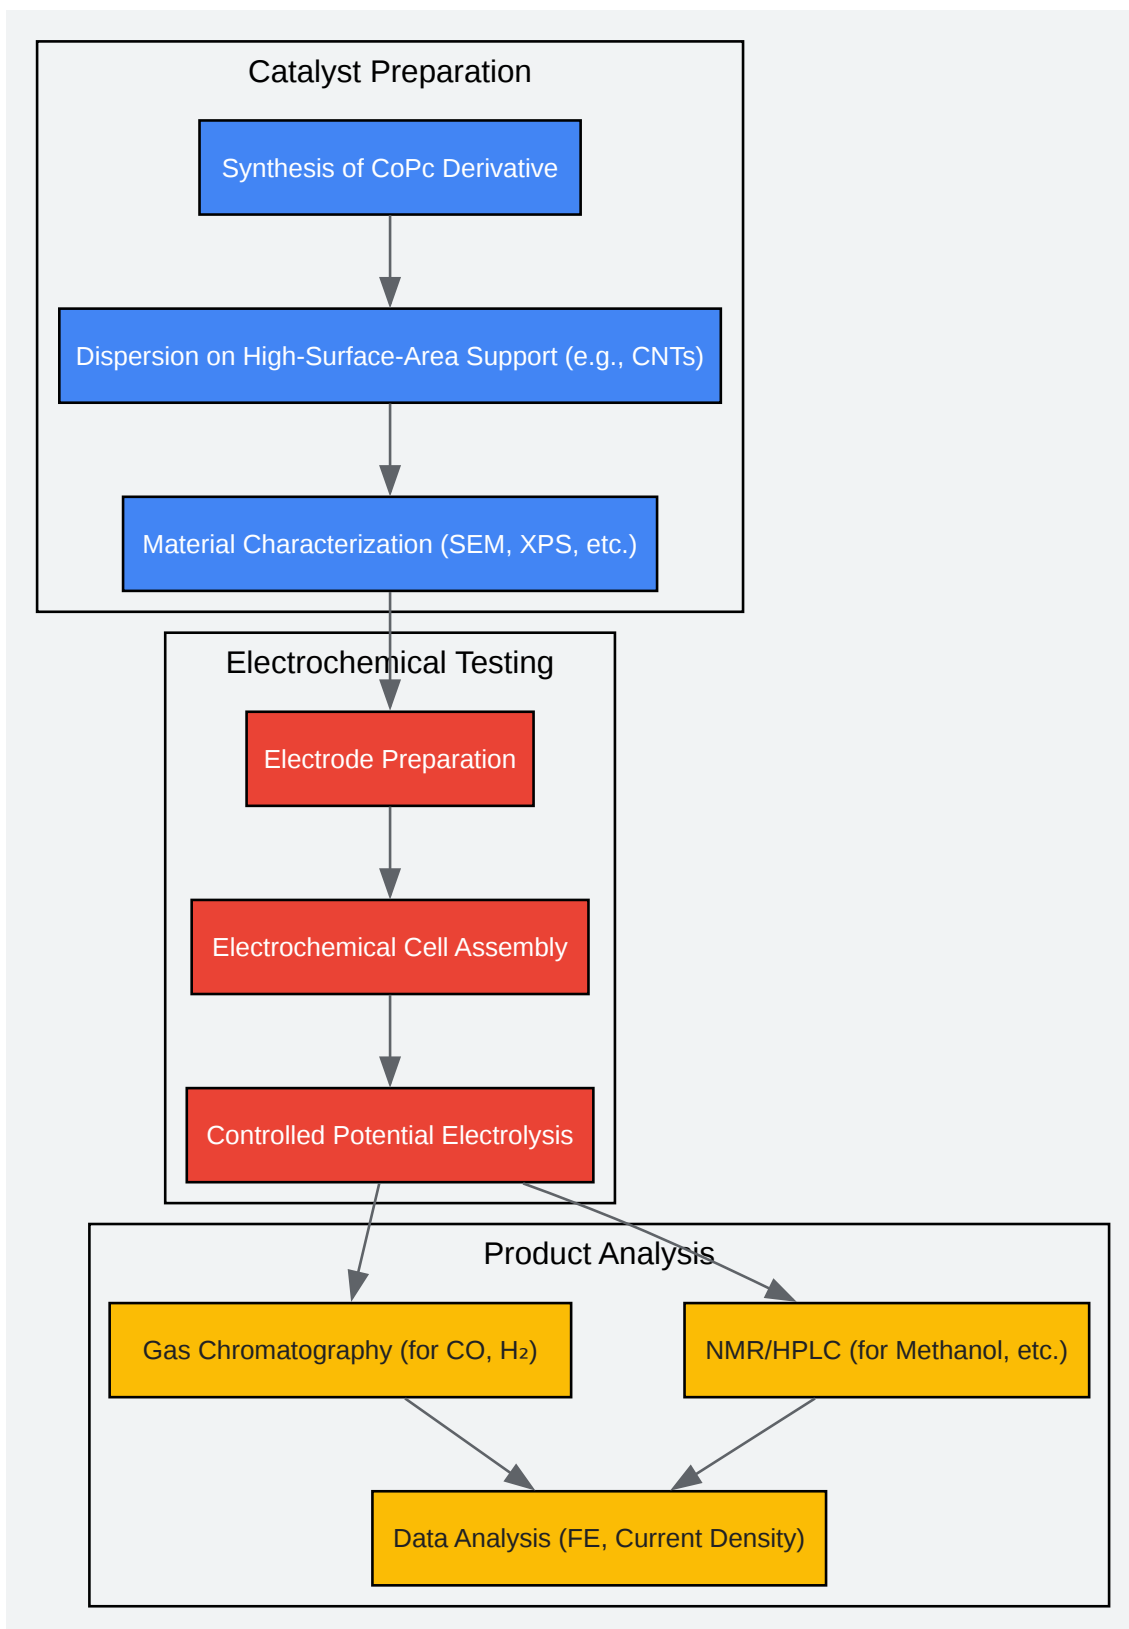 Catalyst Preparation
Synthesis of CoPc Derivative
Dispersion on High-Surface-Area Support (e.g., CNTs)
Material Characterization (SEM, XPS, etc.)
Electrochemical Testing
Electrode Preparation
Electrochemical Cell Assembly
Controlled Potential Electrolysis
Product Analysis
Gas Chromatography (for CO, H₂)
NMR/HPLC (for Methanol, etc.)
Data Analysis (FE, Current Density)